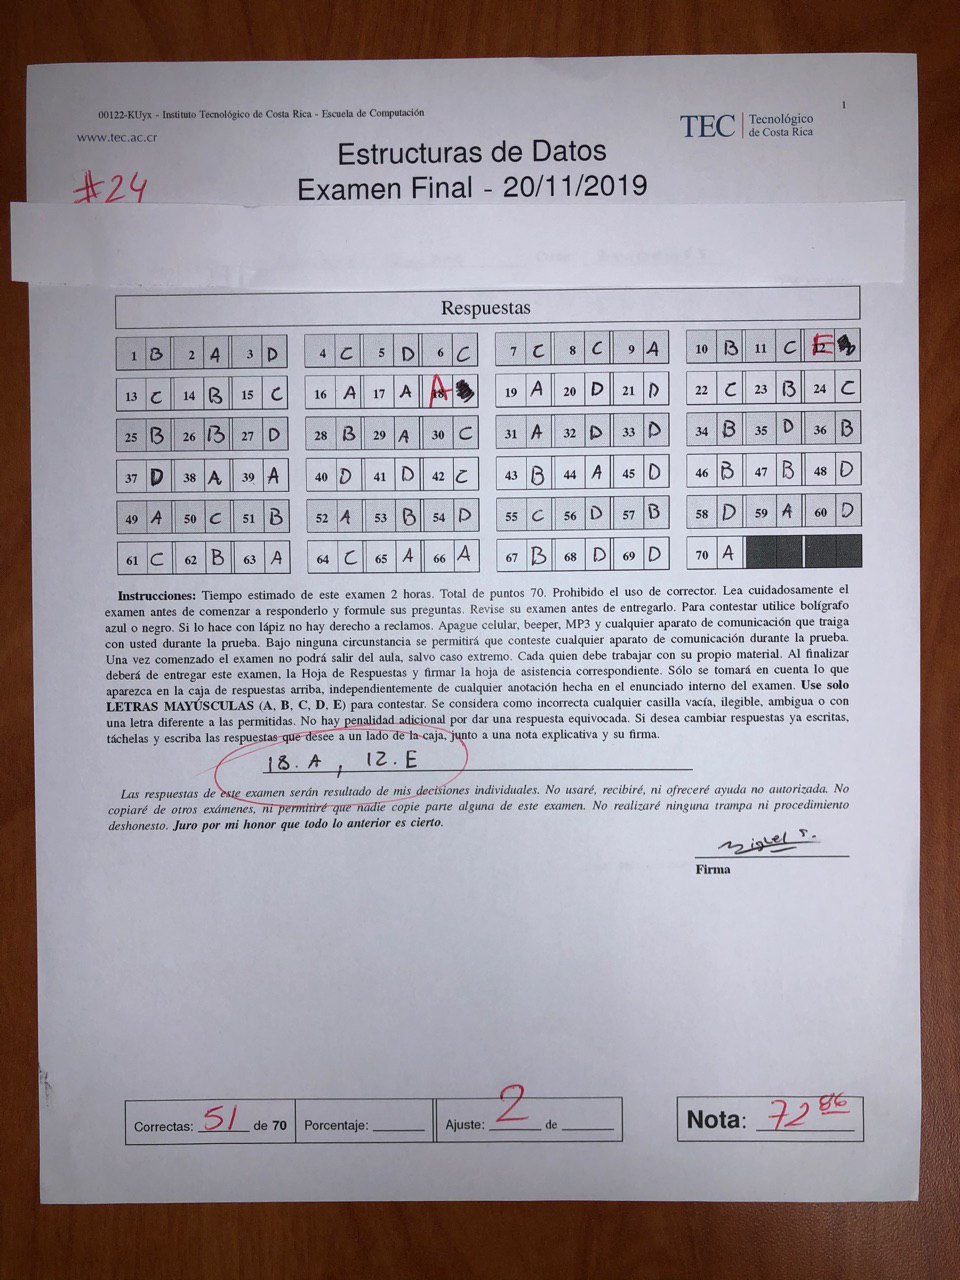 1
00122-KUyx - Instituto Tecnológico de Costa Rica - Escuela de Computación
www.tec.ac.cr
TEC | Tecnológico de Costa Rica
Estructuras de Datos
#24
Examen Final - 20/11/2019
Respuestas
1 B 2 A 3 D 4 C 5 D 6 C 7 C 8 C 9 A 10 B 11 C 12 E
13 C 14 B 15 C 16 A 17 A 18 A 19 A 20 D 21 D 22 C 23 B 24 C
25 B 26 B 27 D 28 B 29 A 30 C 31 A 32 D 33 D 34 B 35 D 36 B
37 D 38 A 39 A 40 D 41 D 42 C 43 B 44 A 45 D 46 B 47 B 48 D
49 A 50 C 51 B 52 A 53 B 54 D 55 C 56 D 57 B 58 D 59 A 60 D
61 C 62 B 63 A 64 C 65 A 66 A 67 B 68 D 69 D 70 A
Instrucciones: Tiempo estimado de este examen 2 horas. Total de puntos 70. Prohibido el uso de corrector. Lea cuidadosamente el
examen antes de comenzar a responderlo y formule sus preguntas. Revise su examen antes de entregarlo. Para contestar utilice bolígrafo
azul o negro. Si lo hace con lápiz no hay derecho a reclamos. Apague celular, beeper, MP3 y cualquier aparato de comunicación que traiga
con usted durante la prueba. Bajo ninguna circunstancia se permitirá que conteste cualquier aparato de comunicación durante la prueba.
Una vez comenzado el examen no podrá salir del aula, salvo caso extremo. Cada quien debe trabajar con su propio material. Al finalizar
deberá de entregar este examen, la Hoja de Respuestas y firmar la hoja de asistencia correspondiente. Sólo se tomará en cuenta lo que
aparezca en la caja de respuestas arriba, independientemente de cualquier anotación hecha en el enunciado interno del examen. Use solo
LETRAS MAYÚSCULAS (A, B, C, D, E) para contestar. Se considera como incorrecta cualquier casilla vacía, ilegible, ambigua o con
una letra diferente a las permitidas. No hay penalidad adicional por dar una respuesta equivocada. Si desea cambiar respuestas ya escritas,
táchelas y escriba las respuestas que desee a un lado de la caja, junto a una nota explicativa y su firma.
18. A , 12. E
Las respuestas de este examen serán resultado de mis decisiones individuales. No usaré, recibiré, ni ofreceré ayuda no autorizada. No
copiaré de otros exámenes, ni permitiré que nadie copie parte alguna de este examen. No realizaré ninguna trampa ni procedimiento
deshonesto. Juro por mi honor que todo lo anterior es cierto.
Miguel S.
Firma
Correctas: 51 de 70 Porcentaje: Ajuste: 2 de Nota: 72 86